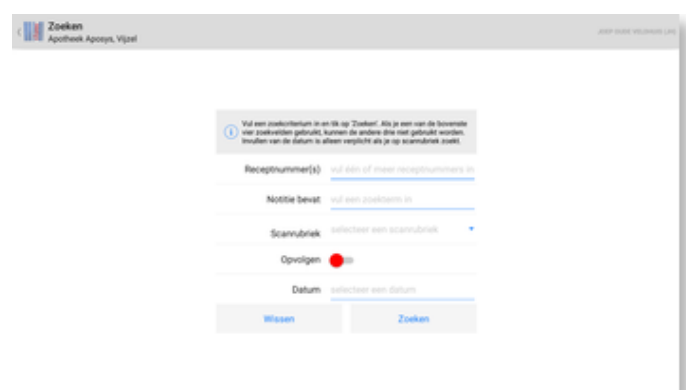 Zoeken
Apotheek Aposys, Vijzel
Vul een zoekcriterium in en tik op 'Zoeken'. Als je een van de bovenste
vier zoekvelden gebruikt, kunnen de andere drie niet gebruikt worden.
Invullen van de datum is alleen verplicht als je op scanrubriek zoekt.
Receptnummer(s) vul één of meer receptnummers in
Notitie bevat vul een zoekterm in
Scanrubriek selecteer een scanrubriek
Opvolgen
Datum selecteer een datum
Wissen Zoeken